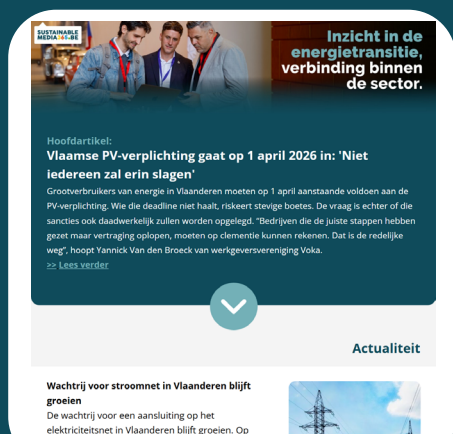 SUSTAINABLE
MEDIA365.BE
Inzicht in de
energietransitie,
verbinding binnen
de sector.
Hoofdartikel:
Vlaamse PV-verplichting gaat op 1 april 2026 in: 'Niet
iedereen zal erin slagen'
Grootverbruikers van energie in Vlaanderen moeten op 1 april aanstaande voldoen aan de
PV-verplichting. Wie die deadline niet haalt, riskeert stevige boetes. De vraag is echter of die
sancties ook daadwerkelijk zullen worden opgelegd. "Bedrijven die de juiste stappen hebben
gezet maar vertraging oplopen, moeten op clementie kunnen rekenen. Dat is de redelijke
weg", hoopt Yannick Van den Broeck van werkgeversvereniging Voka.
>> Lees verder
Actualiteit
Wachtrij voor stroomnet in Vlaanderen blijft
groeien
De wachtrij voor een aansluiting op het
elektriciteitsnet in Vlaanderen blijft groeien. Op